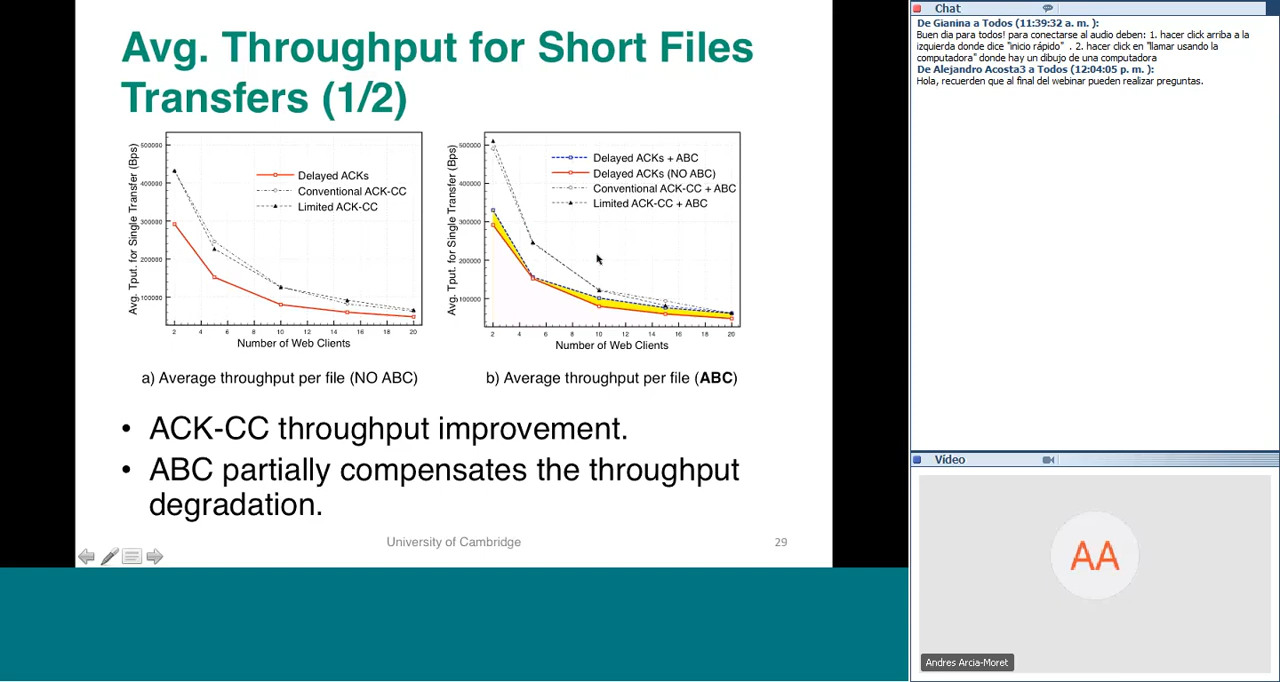 Avg. Throughput for Short Files
Transfers (1/2)
Avg. Tput. for Single Transfer (Bps)
500000
400000
300000
200000
100000
Delayed ACKs
Conventional ACK-CC
Limited ACK-CC
2 4 6 8 10 12 14 16 18 20
Number of Web Clients
a) Average throughput per file (NO ABC)
Avg. Tput. for Single Transfer (Bps)
500000
400000
300000
200000
100000
Delayed ACKs + ABC
Delayed ACKs (NO ABC)
Conventional ACK-CC + ABC
Limited ACK-CC + ABC
2 4 6 8 10 12 14 16 18 20
Number of Web Clients
b) Average throughput per file (ABC)
• ACK-CC throughput improvement.
• ABC partially compensates the throughput
degradation.
University of Cambridge
29
Chat
De Gianina a Todos (11:39:32 a. m. ):
Buen dia para todos! para conectarse al audio deben: 1. hacer click arriba a la
izquierda donde dice "inicio rápido" . 2. hacer click en "llamar usando la
computadora" donde hay un dibujo de una computadora
De Alejandro Acosta3 a Todos (12:04:05 p. m. ):
Hola, recuerden que al final del webinar pueden realizar preguntas.
Vídeo
AA
Andres Arcia-Moret